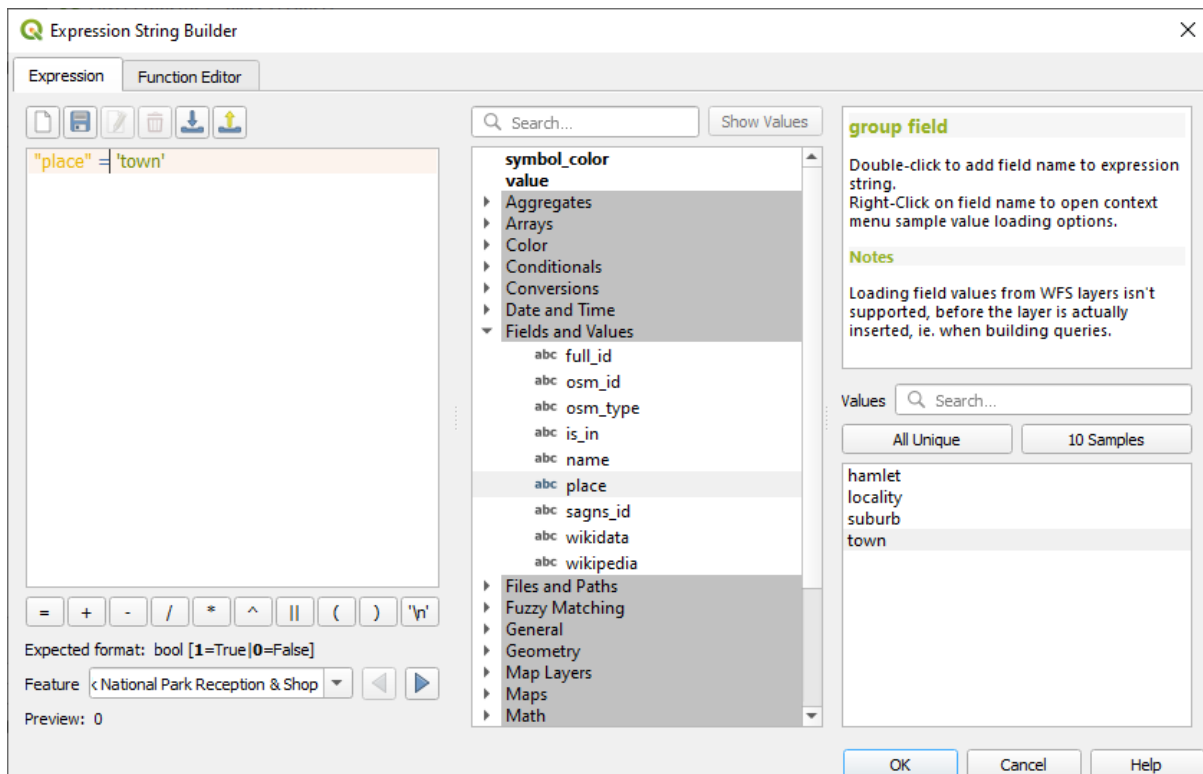 Expression String Builder
Expression
Function Editor
"place" = 'town'
= + - / * ^ || ( ) '\n'
Expected format: bool [1=True|0=False]
Feature
National Park Reception & Shop
Preview: 0
Search...
Show Values
symbol_color
value
Aggregates
Arrays
Color
Conditionals
Conversions
Date and Time
Fields and Values
abc full_id
abc osm_id
abc osm_type
abc is_in
abc name
abc place
abc sagns_id
abc wikidata
abc wikipedia
Files and Paths
Fuzzy Matching
General
Geometry
Map Layers
Maps
Math
group field
Double-click to add field name to expression
string.
Right-Click on field name to open context
menu sample value loading options.
Notes
Loading field values from WFS layers isn't
supported, before the layer is actually
inserted, ie. when building queries.
Values
Search...
All Unique
10 Samples
hamlet
locality
suburb
town
OK
Cancel
Help